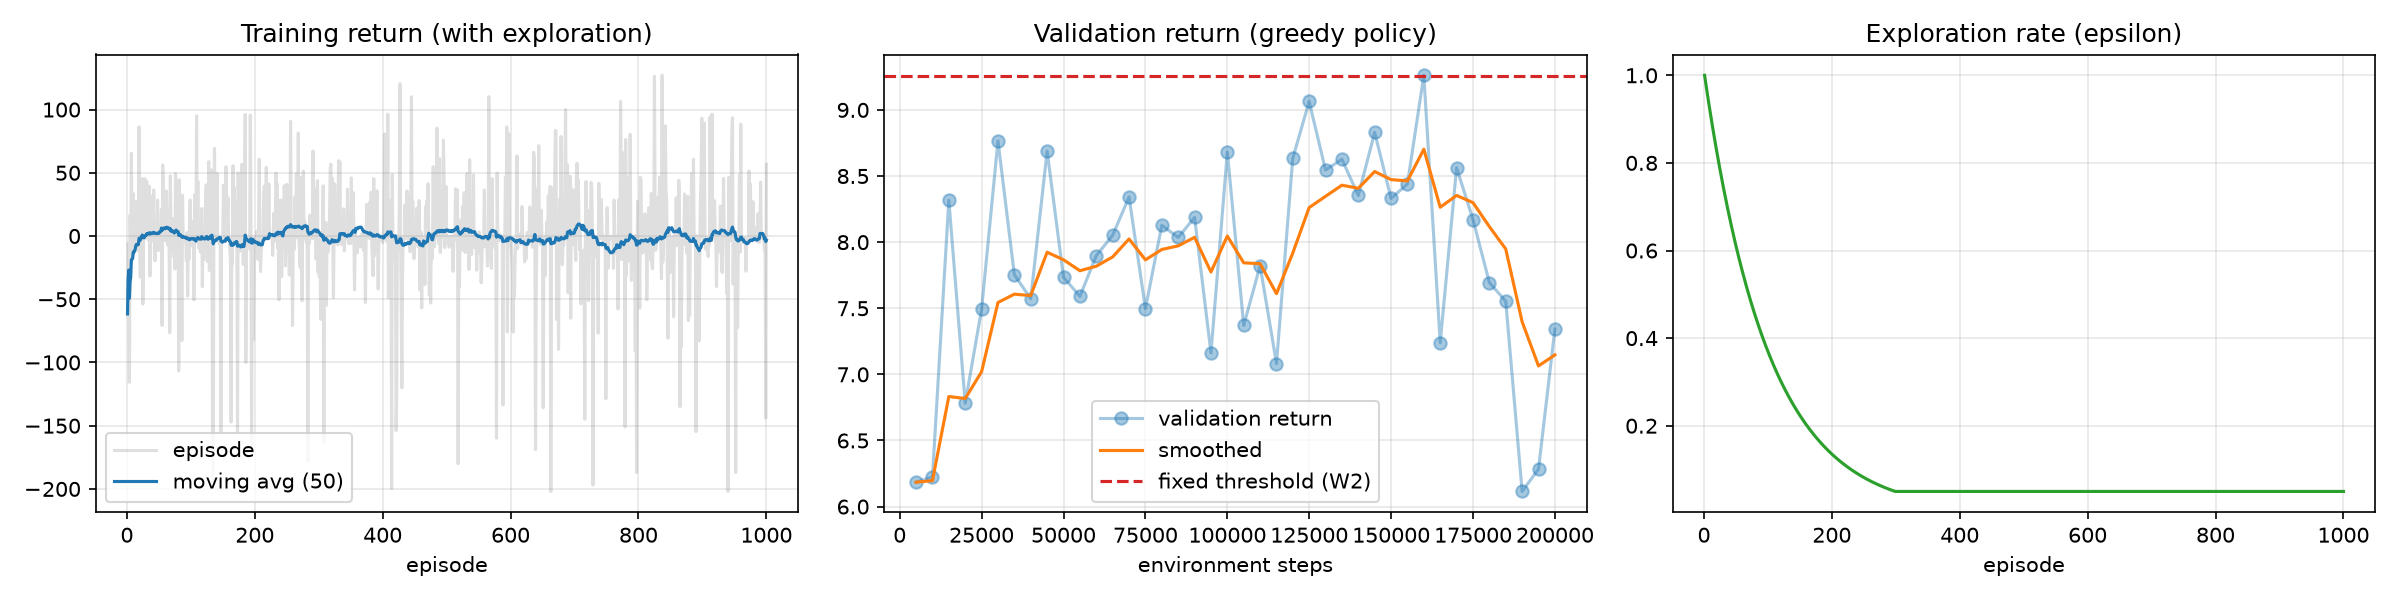 Training return (with exploration)
100
50
0
−50
−100
−150
−200
episode
moving avg (50)
0 200 400 600 800 1000
episode
Validation return (greedy policy)
9.0
8.5
8.0
7.5
7.0
6.5
6.0
validation return
smoothed
fixed threshold (W2)
0 25000 50000 75000 100000 125000 150000 175000 200000
environment steps
Exploration rate (epsilon)
1.0
0.8
0.6
0.4
0.2
0 200 400 600 800 1000
episode